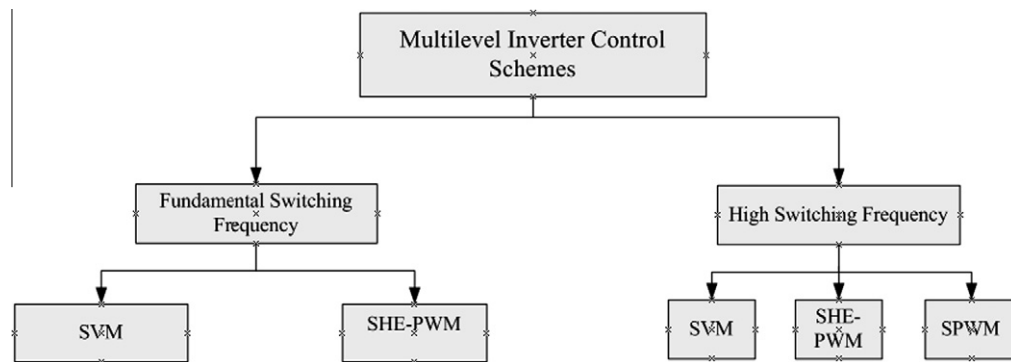 Multilevel Inverter Control
Schemes
Fundamental Switching
Frequency
High Switching Frequency
SVM
SHE-PWM
SVM
SHE-
PWM
SPWM